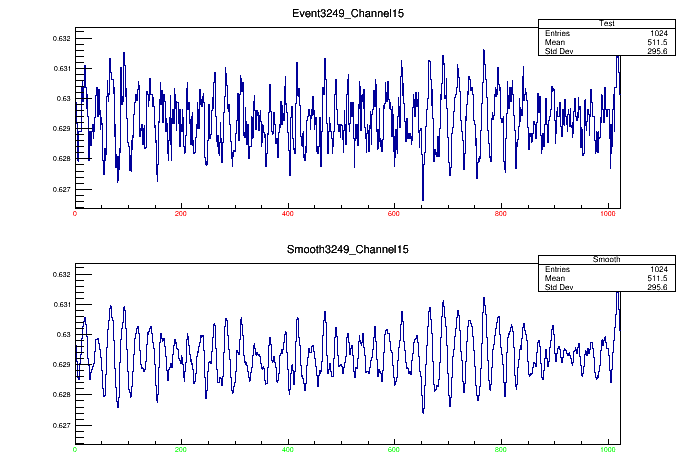 Event3249_Channel15
Test
Entries 1024
Mean 511.5
Std Dev 295.6
0.632
0.631
0.63
0.629
0.628
0.627
0 200 400 600 800 1000
Smooth3249_Channel15
Smooth
Entries 1024
Mean 511.5
Std Dev 295.6
0.632
0.631
0.63
0.629
0.628
0.627
0 200 400 600 800 1000